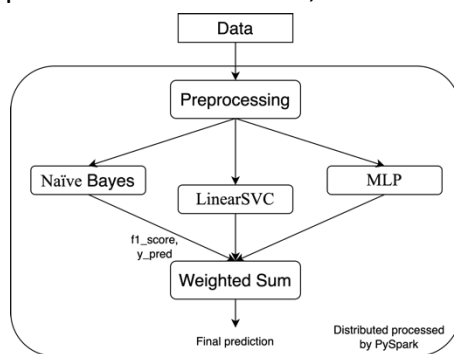 Data
Preprocessing
Naïve Bayes
LinearSVC
MLP
f1_score,
y_pred
Weighted Sum
Final prediction
Distributed processed
by PySpark